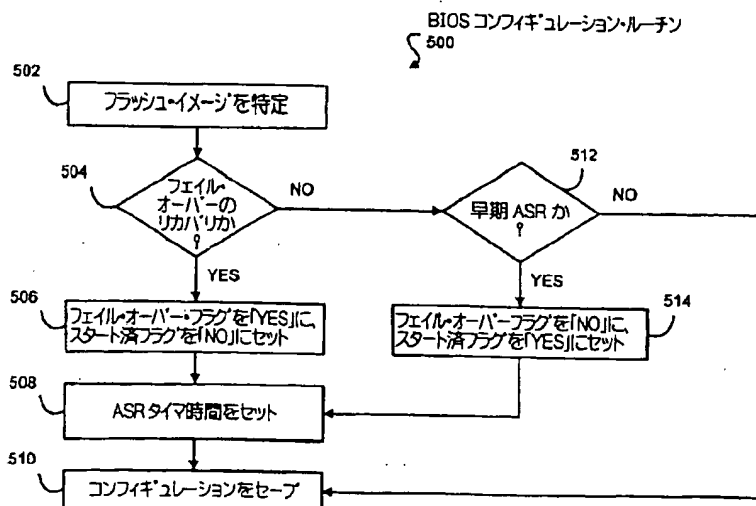 BIOS コンフィギュレーション・ルーチン
500
502
フラッシュ・イメージを特定
504
フェイル・
オーバーの
リカバリか
?
NO
YES
512
早期 ASR か
?
NO
YES
506
フェイル・オーバー・フラグを「YES」に、
スタート済フラグを「NO」にセット
514
フェイル・オーバーフラグを「NO」に、
スタート済フラグを「YES」にセット
508
ASRタイマ時間をセット
510
コンフィギュレーションをセーブ